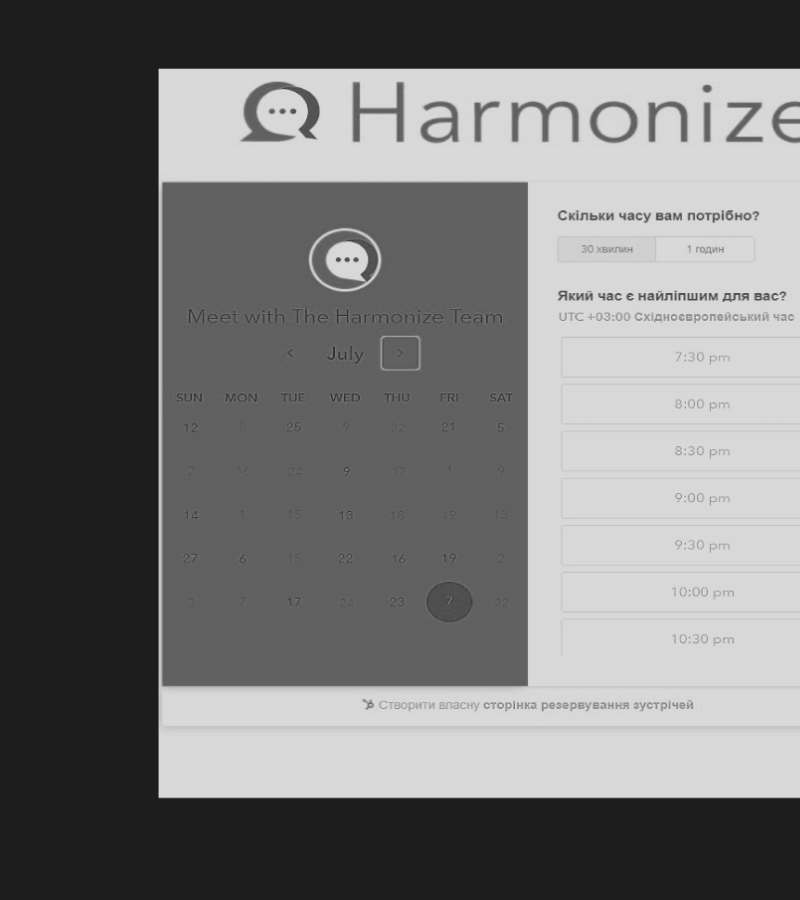 Harmonize
Meet with The Harmonize Team
July
SUN MON TUE WED THU FRI SAT
12 8 25 9 22 21 5
2 16 24 9 17 1 9
14 1 15 13 18 19 13
27 6 15 22 16 19 2
3 7 17 24 23 7 22
Скільки часу вам потрібно?
30 хвилин 1 годин
Який час є найліпшим для вас?
UTC +03:00 Східноєвропейський час
7:30 pm
8:00 pm
8:30 pm
9:00 pm
9:30 pm
10:00 pm
10:30 pm
Створити власну сторінка резервування зустрічей